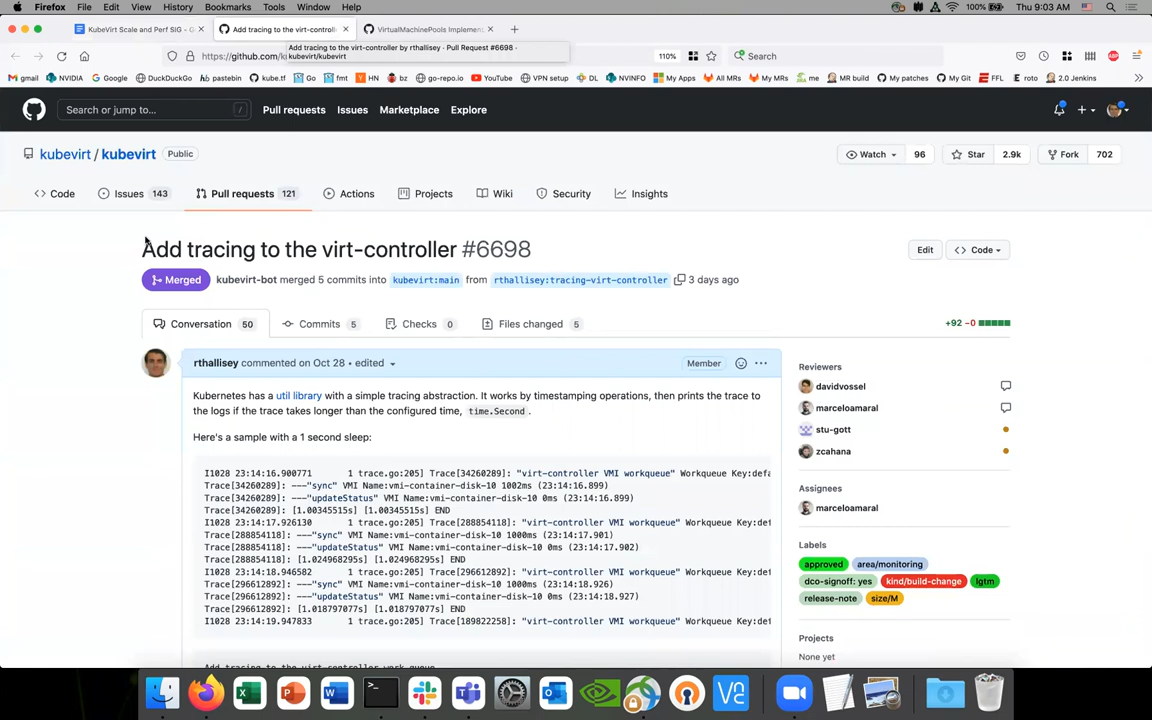 Firefox File Edit View History Bookmarks Tools Window Help 100% Thu 9:03 AM
KubeVirt Scale and Perf SIG - G Add tracing to the virt-controlle VirtualMachinePools Implemen
Add tracing to the virt-controller by rthallisey · Pull Request #6698 ·
kubevirt/kubevirt
https://github.com/ku 110% Search
gmail NVIDIA Google DuckDuckGo pastebin kube.tf Go fmt HN bz go-repo.io YouTube VPN setup DL NVINFO My Apps All MRs My MRs me MR build My patches My Git FFL roto 2.0 Jenkins
Search or jump to... / Pull requests Issues Marketplace Explore
kubevirt / kubevirt Public Watch 96 Star 2.9k Fork 702
Code Issues 143 Pull requests 121 Actions Projects Wiki Security Insights
Add tracing to the virt-controller #6698 Edit Code
Merged kubevirt-bot merged 5 commits into kubevirt:main from rthallisey:tracing-virt-controller 3 days ago
Conversation 50 Commits 5 Checks 0 Files changed 5 +92 −0
rthallisey commented on Oct 28 • edited Member
Kubernetes has a util library with a simple tracing abstraction. It works by timestamping operations, then prints the trace to
the logs if the trace takes longer than the configured time, time.Second .
Here's a sample with a 1 second sleep:
I1028 23:14:16.900771 1 trace.go:205] Trace[34260289]: "virt-controller VMI workqueue" Workqueue Key:defa
Trace[34260289]: ---"sync" VMI Name:vmi-container-disk-10 1002ms (23:14:16.899)
Trace[34260289]: ---"updateStatus" VMI Name:vmi-container-disk-10 0ms (23:14:16.899)
Trace[34260289]: [1.00345515s] [1.00345515s] END
I1028 23:14:17.926130 1 trace.go:205] Trace[288854118]: "virt-controller VMI workqueue" Workqueue Key:def
Trace[288854118]: ---"sync" VMI Name:vmi-container-disk-10 1000ms (23:14:17.901)
Trace[288854118]: ---"updateStatus" VMI Name:vmi-container-disk-10 0ms (23:14:17.902)
Trace[288854118]: [1.024968295s] [1.024968295s] END
I1028 23:14:18.946582 1 trace.go:205] Trace[296612892]: "virt-controller VMI workqueue" Workqueue Key:def
Trace[296612892]: ---"sync" VMI Name:vmi-container-disk-10 1000ms (23:14:18.926)
Trace[296612892]: ---"updateStatus" VMI Name:vmi-container-disk-10 0ms (23:14:18.927)
Trace[296612892]: [1.018797077s] [1.018797077s] END
I1028 23:14:19.947833 1 trace.go:205] Trace[189822258]: "virt-controller VMI workqueue" Workqueue Key:def
Add tracing to the virt-controller work queue
Reviewers
davidvossel
marceloamaral
stu-gott
zcahana
Assignees
marceloamaral
Labels
approved area/monitoring
dco-signoff: yes kind/build-change lgtm
release-note size/M
Projects
None yet